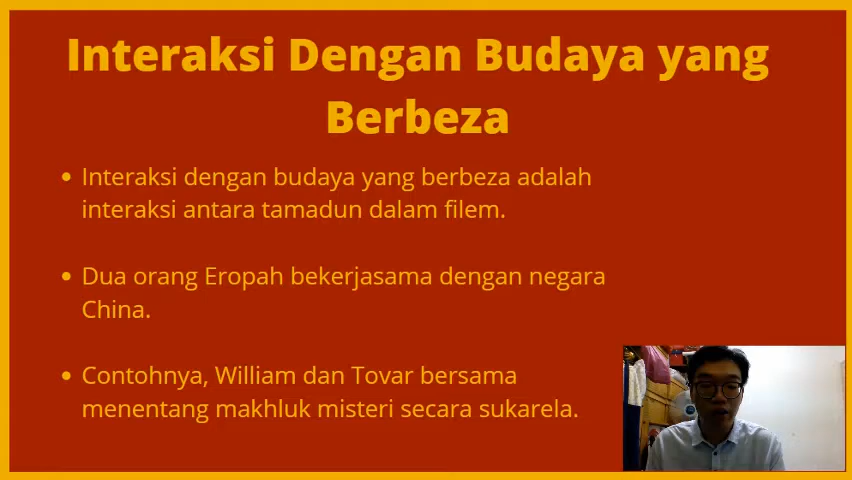 Interaksi Dengan Budaya yang
Berbeza
• Interaksi dengan budaya yang berbeza adalah
interaksi antara tamadun dalam filem.
• Dua orang Eropah bekerjasama dengan negara
China.
• Contohnya, William dan Tovar bersama
menentang makhluk misteri secara sukarela.